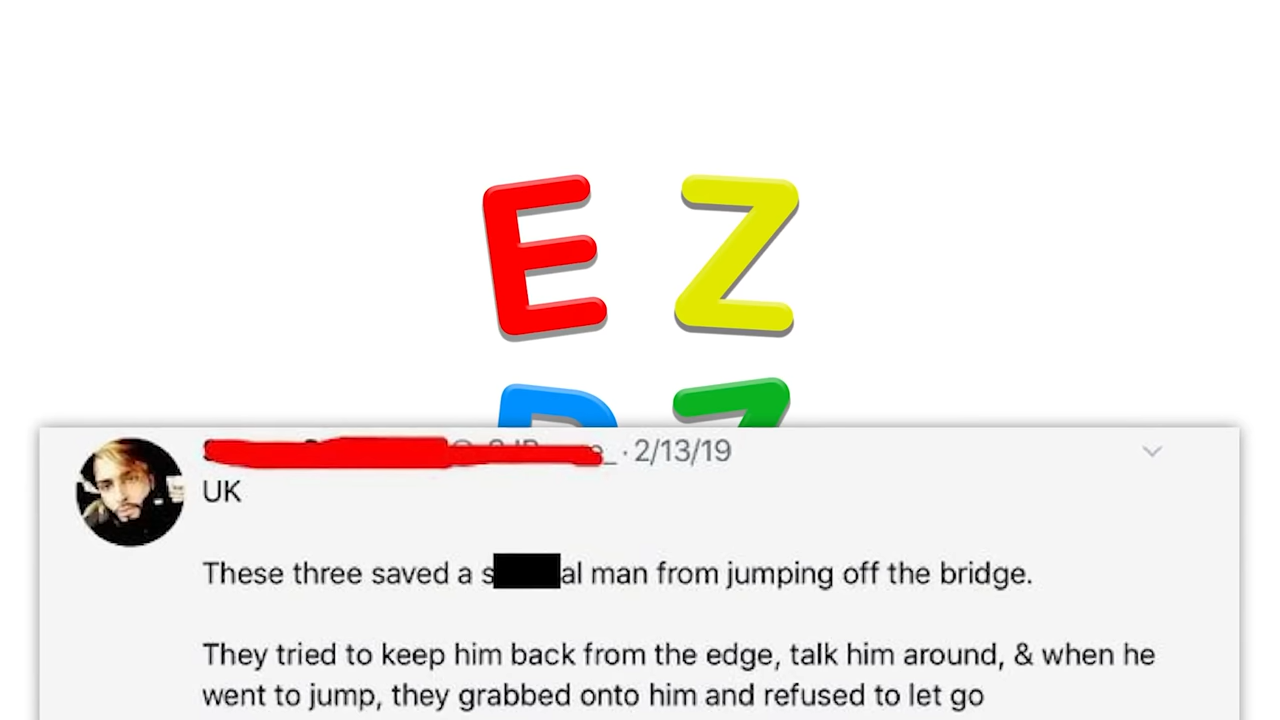 E Z
P Z
· 2/13/19
UK
These three saved a s al man from jumping off the bridge.
They tried to keep him back from the edge, talk him around, & when he
went to jump, they grabbed onto him and refused to let go